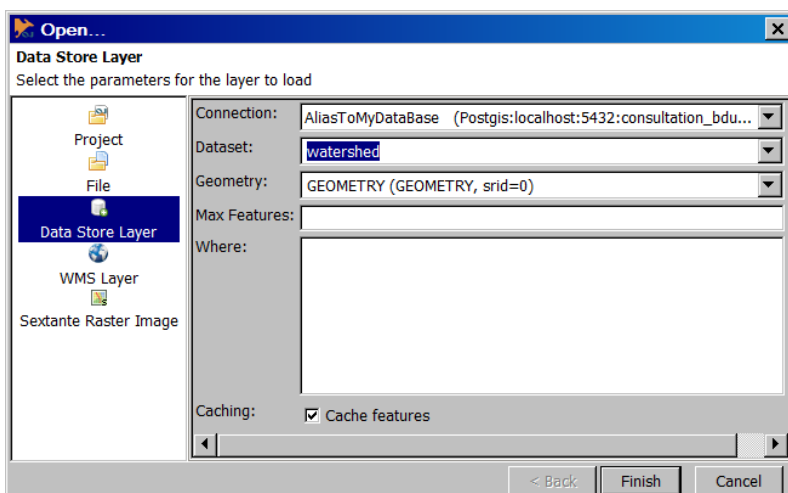 Open...
Data Store Layer
Select the parameters for the layer to load
Project
File
Data Store Layer
WMS Layer
Sextante Raster Image
Connection: AliasToMyDataBase (Postgis:localhost:5432:consultation_bdu...
Dataset: watershed
Geometry: GEOMETRY (GEOMETRY, srid=0)
Max Features:
Where:
Caching: Cache features
< Back Finish Cancel